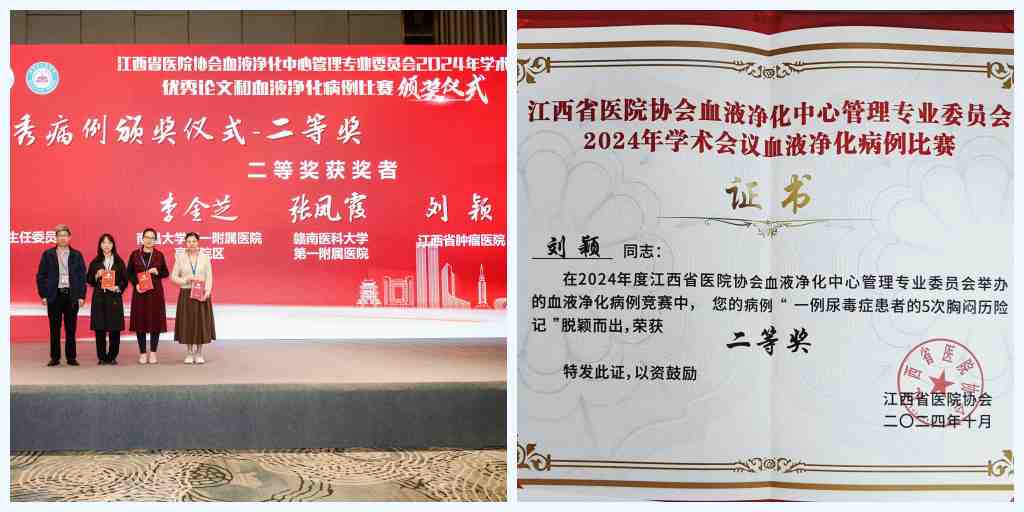 江西省医院协会血液净化中心管理专业委员会2024年学术
优秀论文和血液净化病例比赛颁奖仪式
秀病例颁奖仪式-二等奖
二等奖获奖者
李金芝 张凤霞 刘颖
主任委员
大学 一附属医院
院区
赣南医科大学
第一附属医院
江西省肿瘤医院
江西省医院协会血液净化中心管理专业委员会
2024年学术会议血液净化病例比赛
证书
刘颖 同志：
在2024年度江西省医院协会血液净化中心管理专业委员会举办
的血液净化病例竞赛中，您的病例“一例尿毒症患者的5次胸闷历险
记”脱颖而出，荣获
二等奖
特发此证，以资鼓励
江西省医院协会
二〇二四年十月